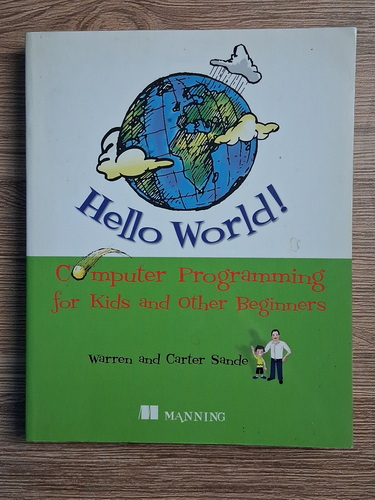 Hello World!
Computer Programming
for Kids and Other Beginners
Warren and Carter Sande
MANNING